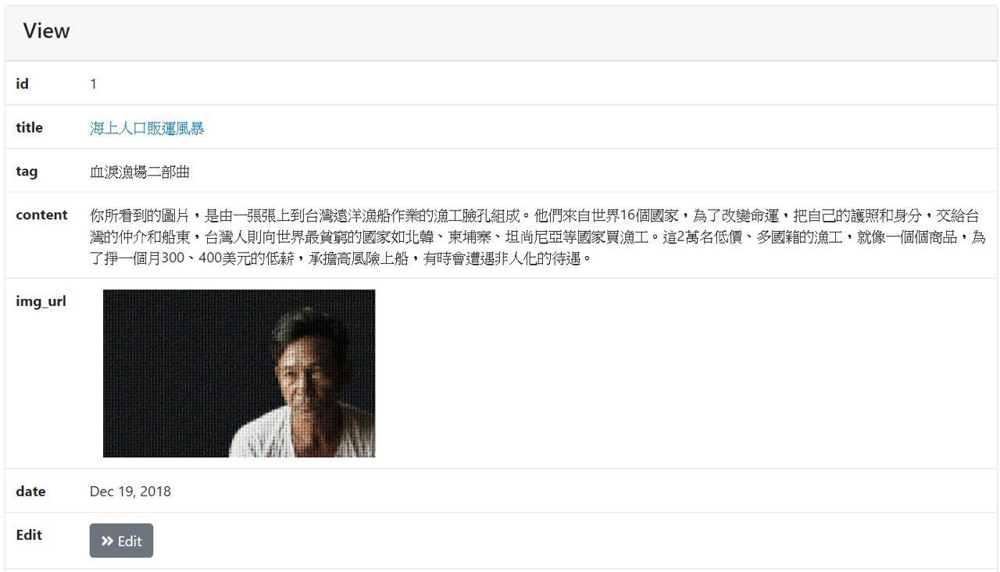 View
id 1
title 海上人口販運風暴
tag 血淚漁場二部曲
content 你所看到的圖片，是由一張張上到台灣遠洋漁船作業的漁工臉孔組成。他們來自世界16個國家，為了改變命運，把自己的護照和身分，交給台
灣的仲介和船東，台灣人則向世界最貧窮的國家如北韓、柬埔寨、坦尚尼亞等國家買漁工。這2萬名低價、多國籍的漁工，就像一個個商品，為
了掙一個月300、400美元的低薪，承擔高風險上船，有時會遭遇非人化的待遇。
img_url
date Dec 19, 2018
Edit Edit